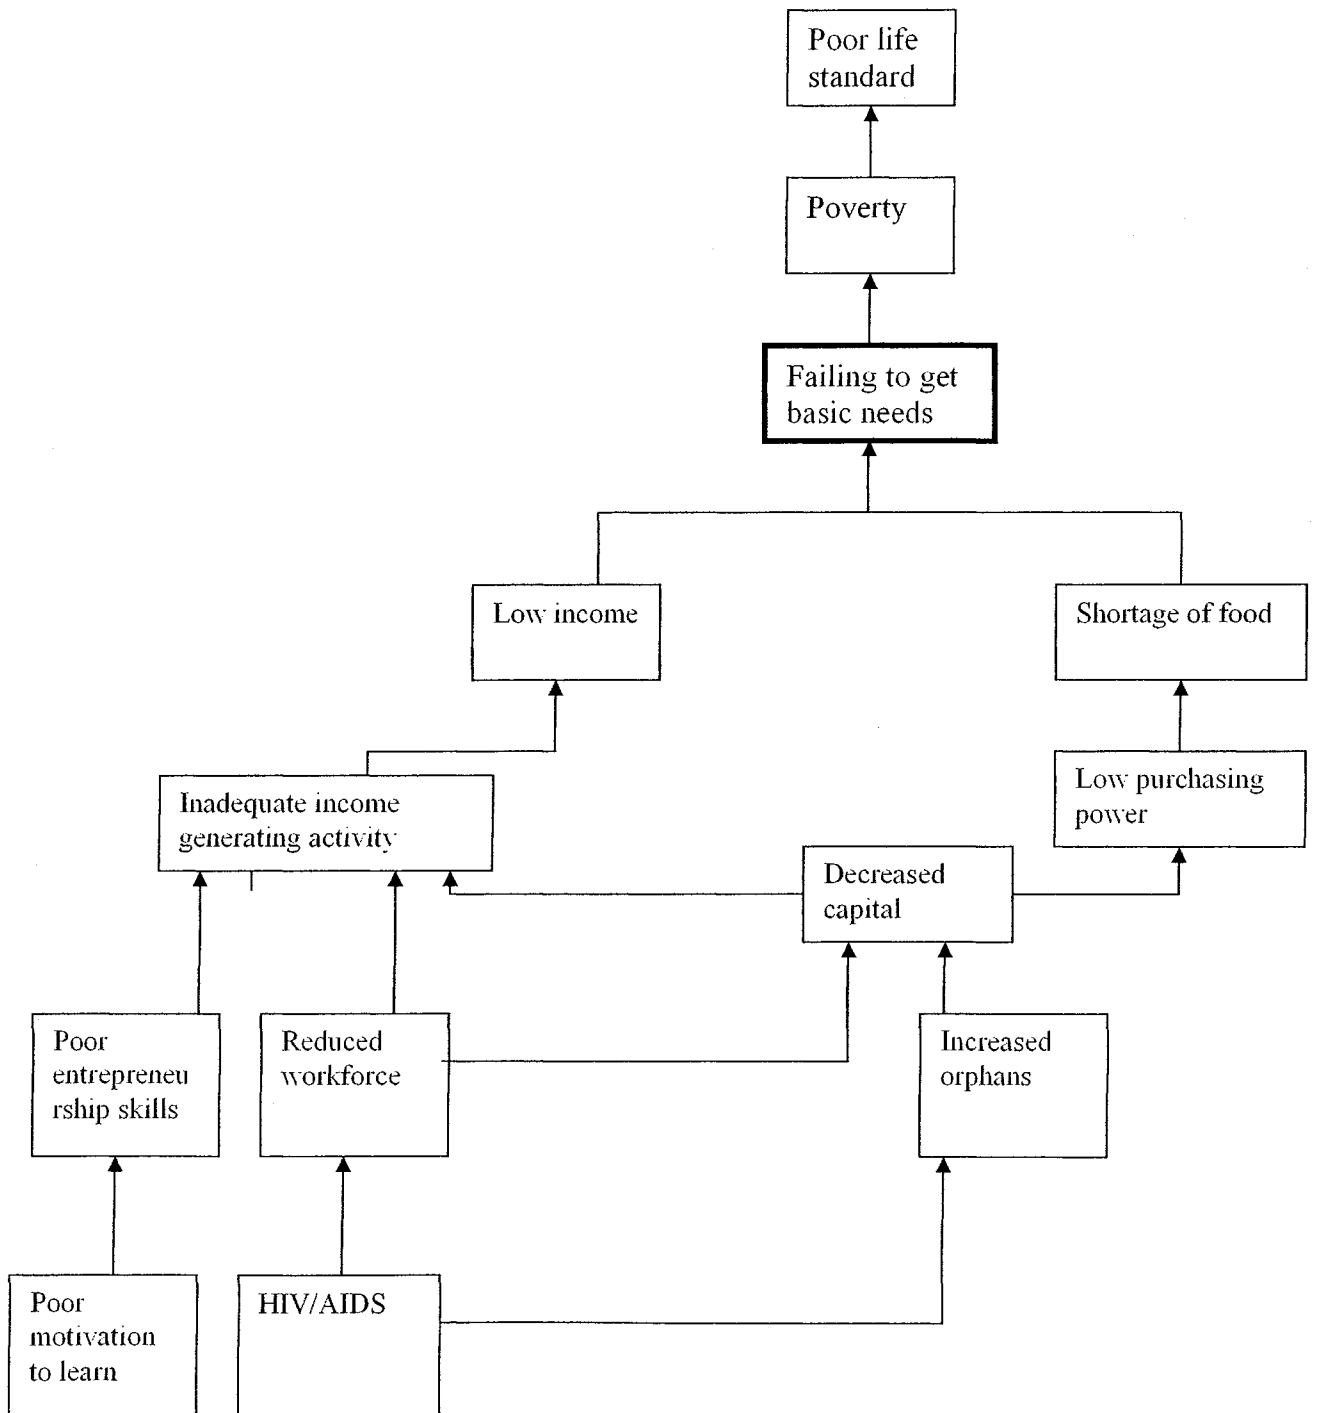 Poor life
standard
Poverty
Failing to get
basic needs
Low income
Shortage of food
Inadequate income
generating activity
Low purchasing
power
Decreased
capital
Poor
entrepreneu
rship skills
Reduced
workforce
Increased
orphans
Poor
motivation
to learn
HIV/AIDS